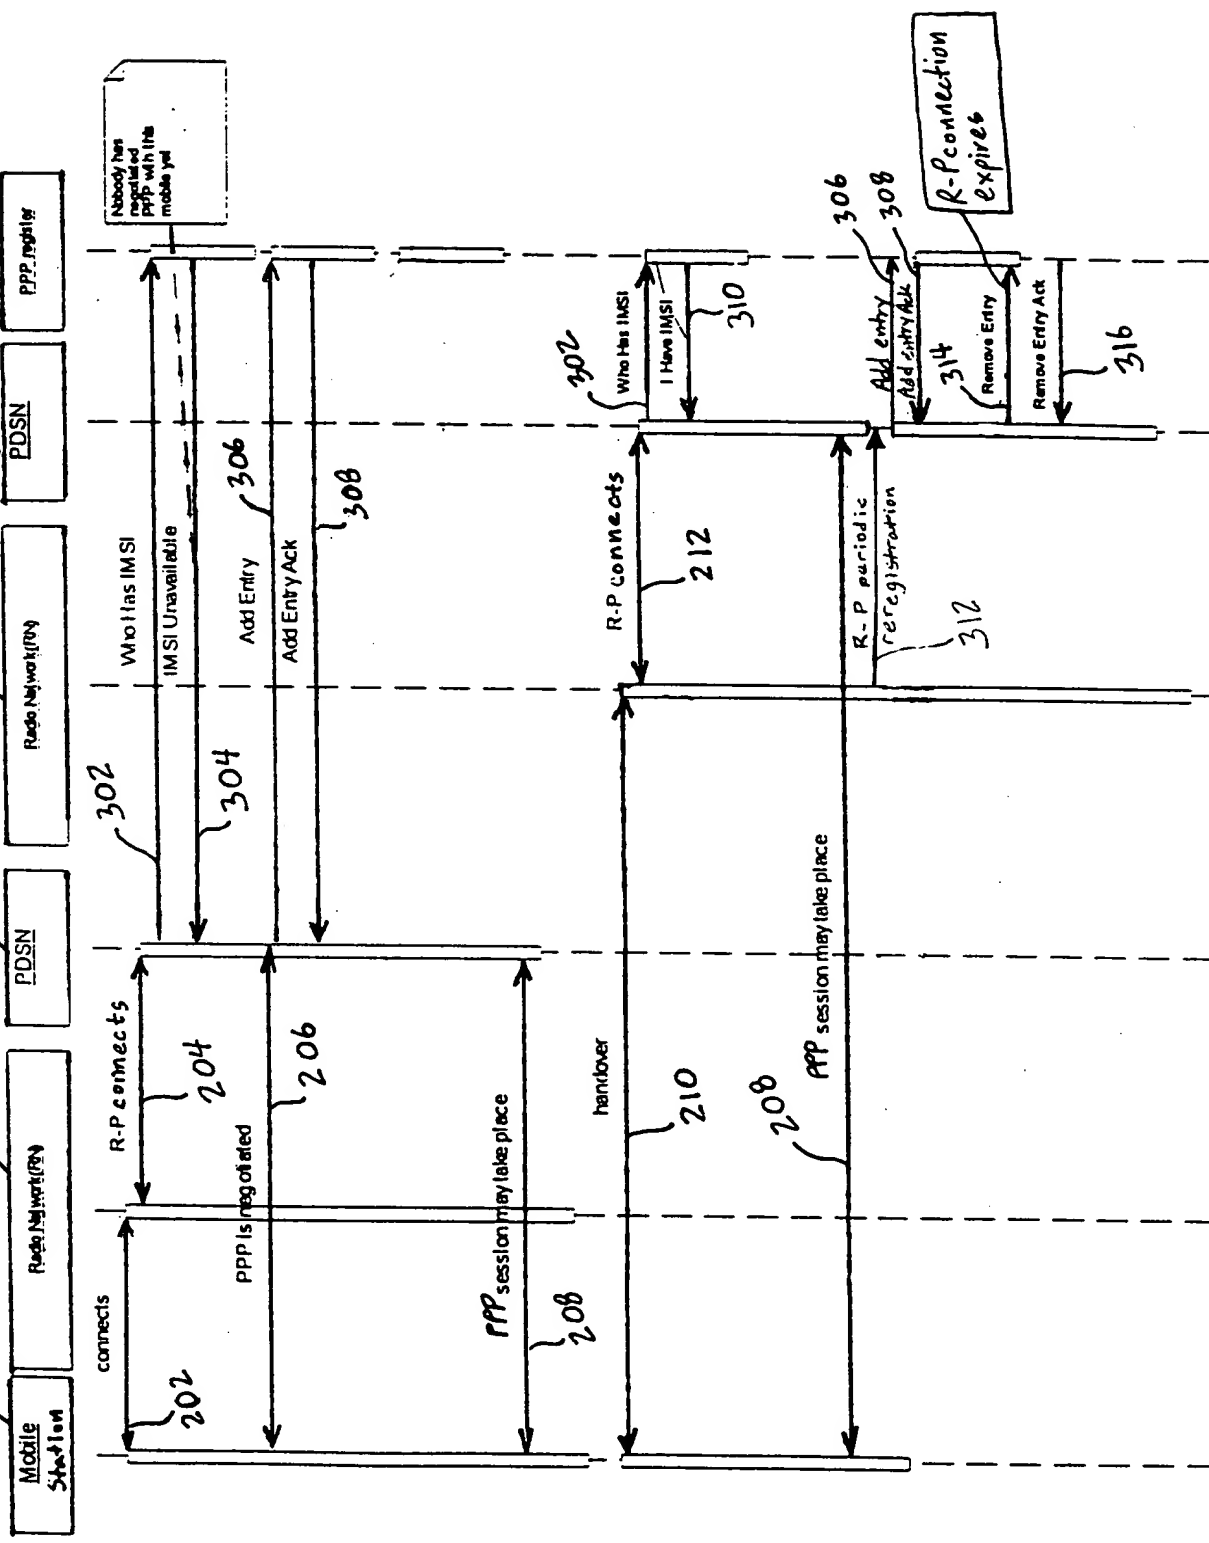 Mobile
Station
Radio Network (RN)
PDSN
Radio Network (RN)
PDSN
PPP register
Nobody has
negotiated
PPP with this
mobile yet
connects
202
R-P connects
204
Who Has IMSI
302
IMSI Unavailable
304
PPP is negotiated
206
Add Entry
306
Add Entry Ack
308
PPP session may take place
208
handover
210
R-P connects
212
Who Has IMSI
302
I Have IMSI
310
PPP session may take place
208
R-P periodic
reregistration
312
Add entry
306
Add entry Ack
308
Remove Entry
314
R-P connection
expires
Remove Entry Ack
316